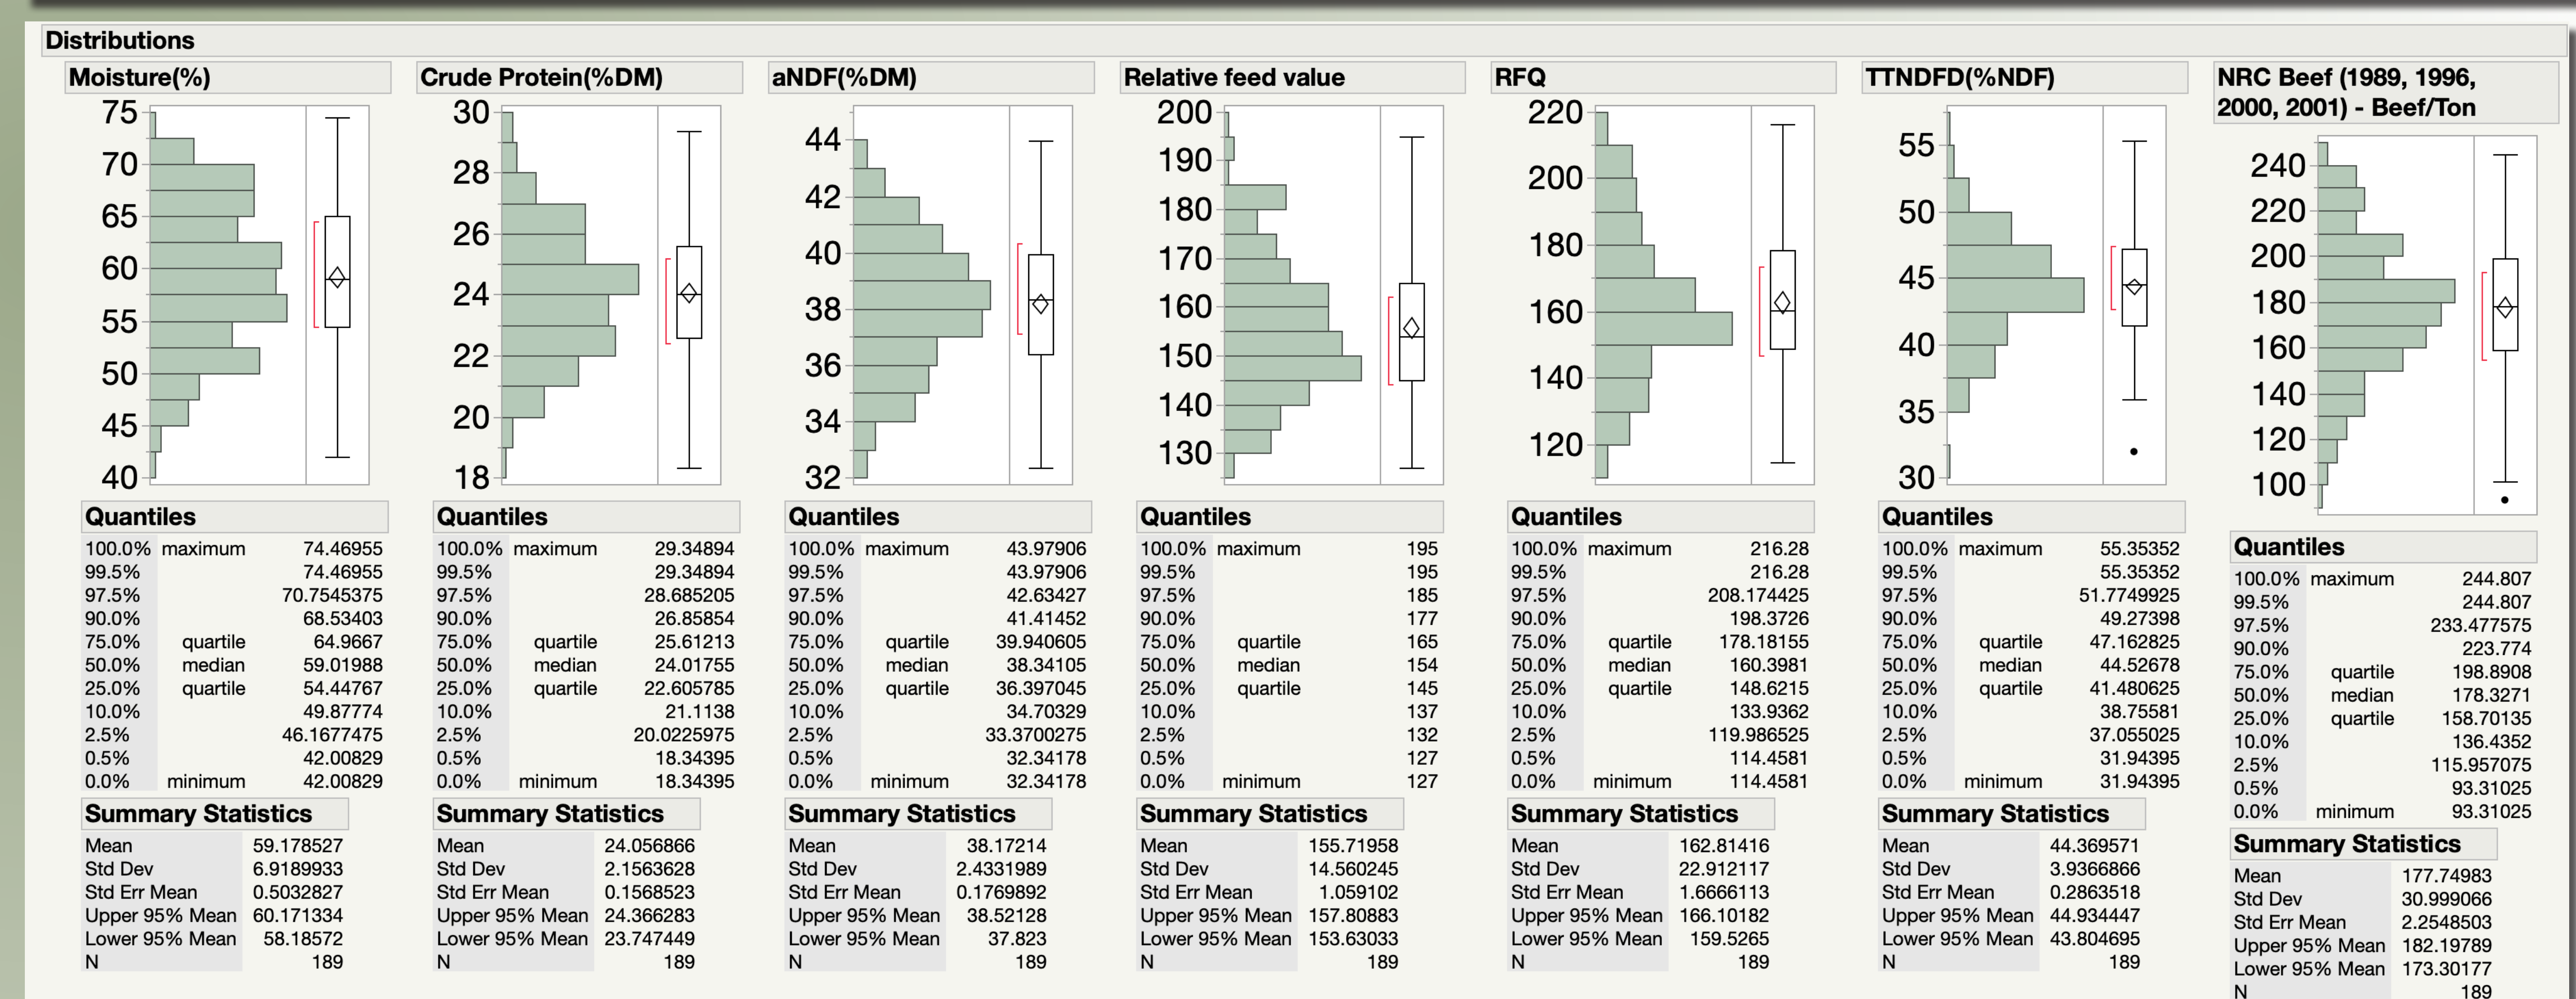 Distributions
Moisture(%)
75
70
65
60
55
50
45
40
Quantiles
100.0% maximum 74.46955
99.5% 74.46955
97.5% 70.7545375
90.0% 68.53403
75.0% quartile 64.9667
50.0% median 59.01988
25.0% quartile 54.44767
10.0% 49.87774
2.5% 46.1677475
0.5% 42.00829
0.0% minimum 42.00829
Summary Statistics
Mean 59.178527
Std Dev 6.9189933
Std Err Mean 0.5032827
Upper 95% Mean 60.171334
Lower 95% Mean 58.18572
N 189
Crude Protein(%DM)
30
28
26
24
22
20
18
Quantiles
100.0% maximum 29.34894
99.5% 29.34894
97.5% 28.685205
90.0% 26.85854
75.0% quartile 25.61213
50.0% median 24.01755
25.0% quartile 22.605785
10.0% 21.1138
2.5% 20.0225975
0.5% 18.34395
0.0% minimum 18.34395
Summary Statistics
Mean 24.056866
Std Dev 2.1563628
Std Err Mean 0.1568523
Upper 95% Mean 24.366283
Lower 95% Mean 23.747449
N 189
aNDF(%DM)
44
42
40
38
36
34
32
Quantiles
100.0% maximum 43.97906
99.5% 43.97906
97.5% 42.63427
90.0% 41.41452
75.0% quartile 39.940605
50.0% median 38.34105
25.0% quartile 36.397045
10.0% 34.70329
2.5% 33.3700275
0.5% 32.34178
0.0% minimum 32.34178
Summary Statistics
Mean 38.17214
Std Dev 2.4331989
Std Err Mean 0.1769892
Upper 95% Mean 38.52128
Lower 95% Mean 37.823
N 189
Relative feed value
200
190
180
170
160
150
140
130
Quantiles
100.0% maximum 195
99.5% 195
97.5% 185
90.0% 177
75.0% quartile 165
50.0% median 154
25.0% quartile 145
10.0% 137
2.5% 132
0.5% 127
0.0% minimum 127
Summary Statistics
Mean 155.71958
Std Dev 14.560245
Std Err Mean 1.059102
Upper 95% Mean 157.80883
Lower 95% Mean 153.63033
N 189
RFQ
220
200
180
160
140
120
Quantiles
100.0% maximum 216.28
99.5% 216.28
97.5% 208.174425
90.0% 198.3726
75.0% quartile 178.18155
50.0% median 160.3981
25.0% quartile 148.6215
10.0% 133.9362
2.5% 119.986525
0.5% 114.4581
0.0% minimum 114.4581
Summary Statistics
Mean 162.81416
Std Dev 22.912117
Std Err Mean 1.6666113
Upper 95% Mean 166.10182
Lower 95% Mean 159.5265
N 189
TTNDFD(%NDF)
55
50
45
40
35
30
Quantiles
100.0% maximum 55.35352
99.5% 55.35352
97.5% 51.7749925
90.0% 49.27398
75.0% quartile 47.162825
50.0% median 44.52678
25.0% quartile 41.480625
10.0% 38.75581
2.5% 37.055025
0.5% 31.94395
0.0% minimum 31.94395
Summary Statistics
Mean 44.369571
Std Dev 3.9366866
Std Err Mean 0.2863518
Upper 95% Mean 44.934447
Lower 95% Mean 43.804695
N 189
NRC Beef (1989, 1996,
2000, 2001) - Beef/Ton
240
220
200
180
160
140
120
100
Quantiles
100.0% maximum 244.807
99.5% 244.807
97.5% 233.477575
90.0% 223.774
75.0% quartile 198.8908
50.0% median 178.3271
25.0% quartile 158.70135
10.0% 136.4352
2.5% 115.957075
0.5% 93.31025
0.0% minimum 93.31025
Summary Statistics
Mean 177.74983
Std Dev 30.999066
Std Err Mean 2.2548503
Upper 95% Mean 182.19789
Lower 95% Mean 173.30177
N 189